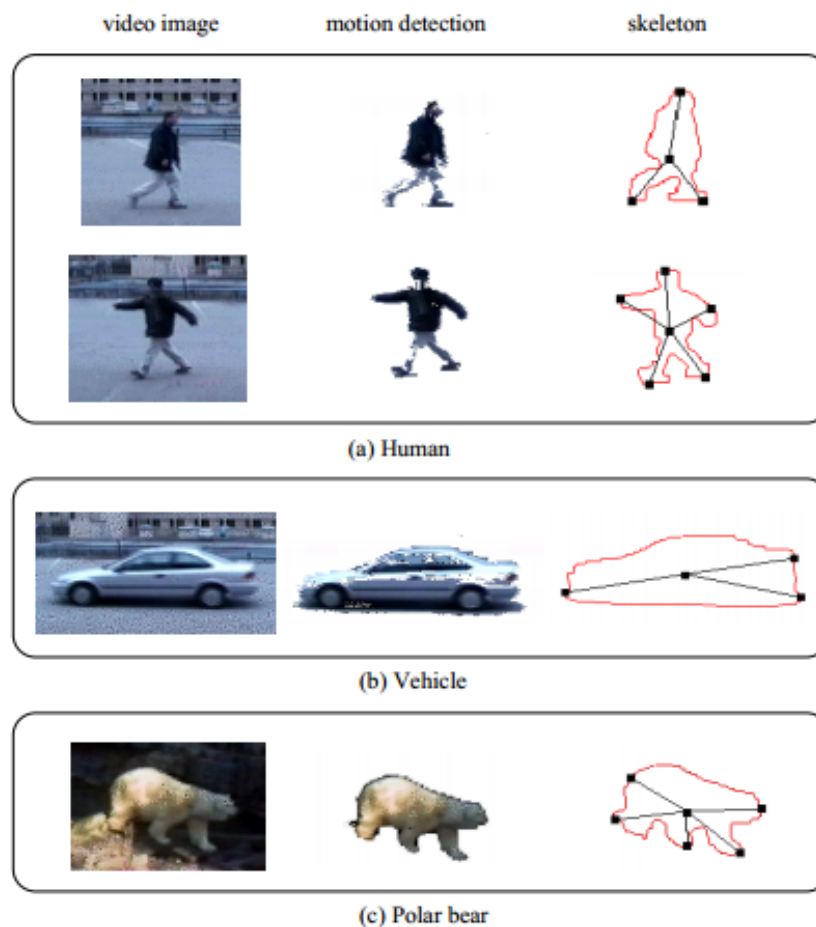 video image motion detection skeleton
(a) Human
(b) Vehicle
(c) Polar bear